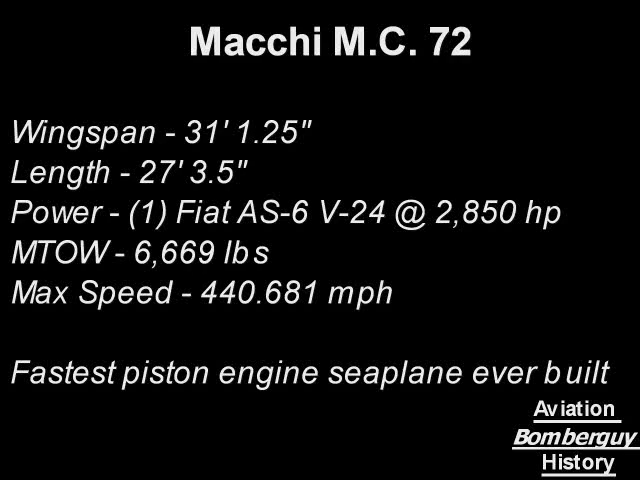 Macchi M.C. 72
Wingspan - 31' 1.25"
Length - 27' 3.5"
Power - (1) Fiat AS-6 V-24 @ 2,850 hp
MTOW - 6,669 lbs
Max Speed - 440.681 mph
Fastest piston engine seaplane ever built
Aviation
Bomberguy
History